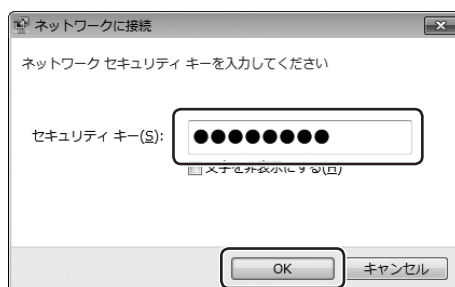 ネットワークに接続
ネットワーク セキュリティ キーを入力してください
セキュリティ キー(S): ●●●●●●●●
文字を非表示にする(H)
OK キャンセル